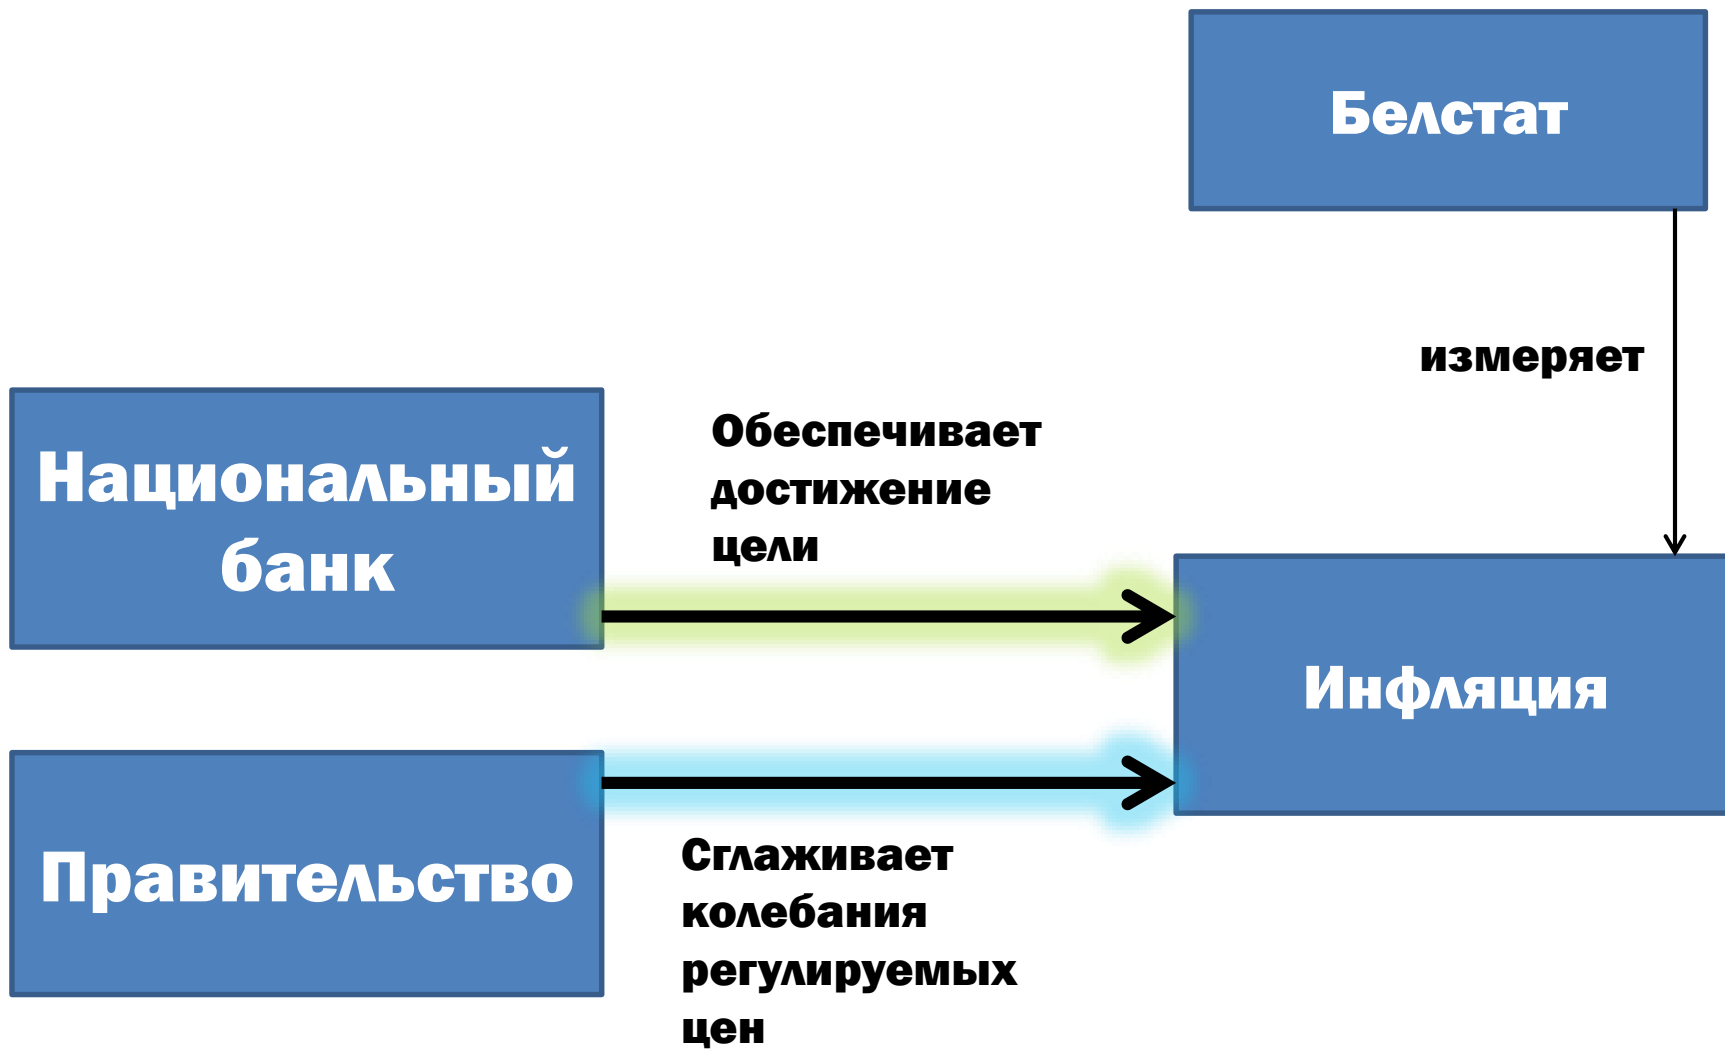 Белстат
измеряет
Национальный
банк
Обеспечивает
достижение
цели
Инфляция
Правительство
Сглаживает
колебания
регулируемых
цен